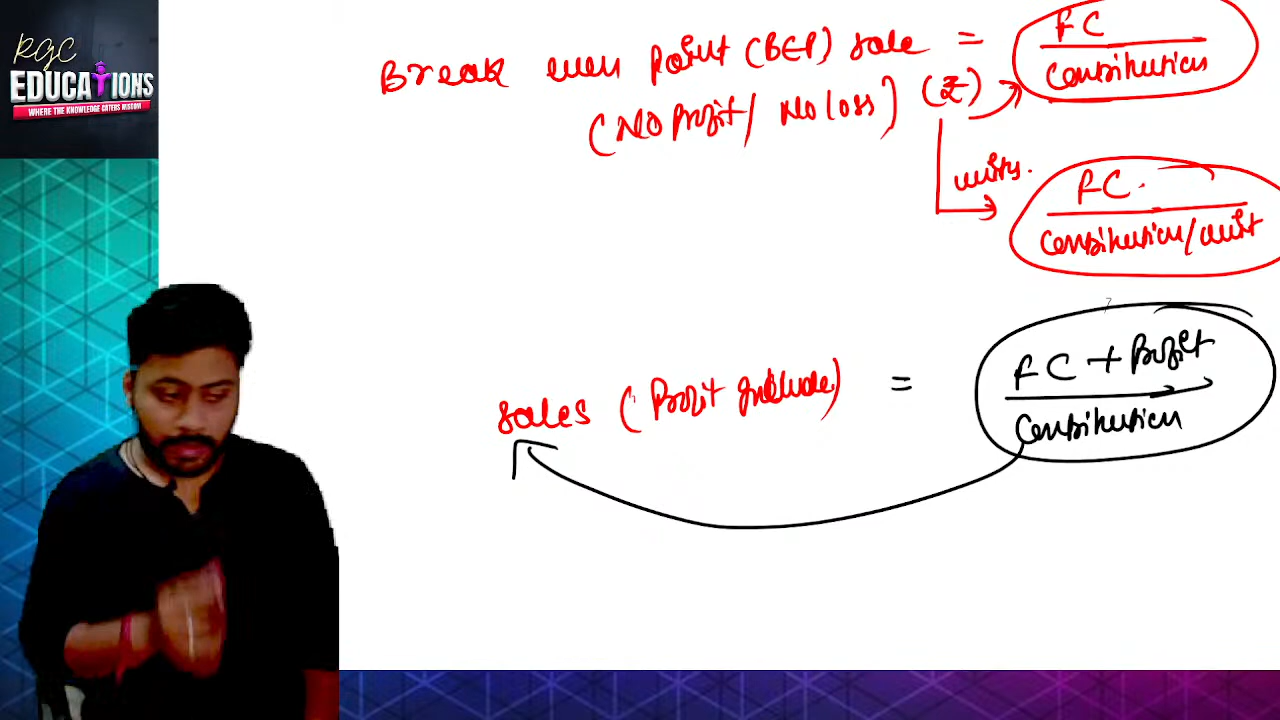 RGC
EDUCATIONS
WHERE THE KNOWLEDGE GATERS WISDOM
Break even Point (BEP) sale = FC
Contribution
(No Profit / No loss) (₹)
units.
FC
Contribution/unit
Sales (Profit Include) = FC + Profit
Contribution